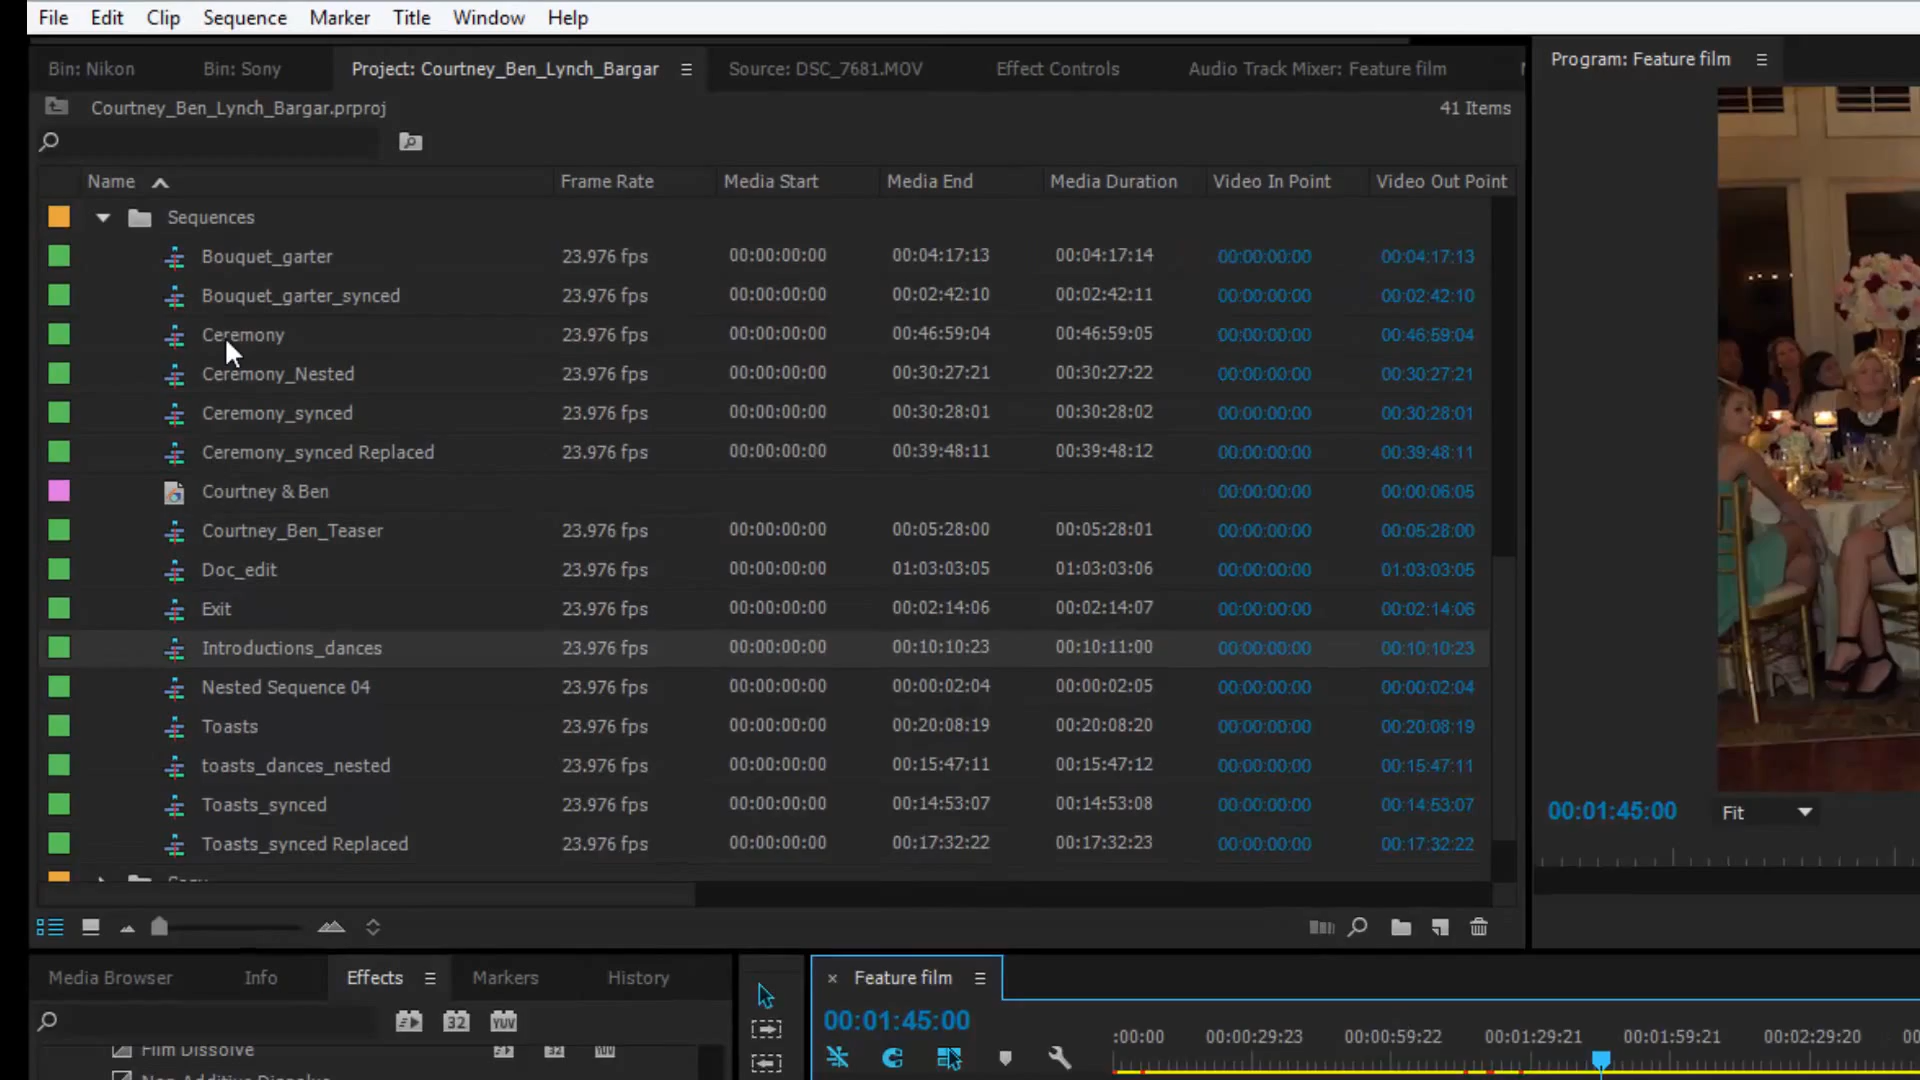 File Edit Clip Sequence Marker Title Window Help
Bin: Nikon Bin: Sony Project: Courtney_Ben_Lynch_Bargar Source: DSC_7681.MOV Effect Controls Audio Track Mixer: Feature film
Program: Feature film
Courtney_Ben_Lynch_Bargar.prproj 41 Items
Name Frame Rate Media Start Media End Media Duration Video In Point Video Out Point
Sequences
Bouquet_garter 23.976 fps 00:00:00:00 00:04:17:13 00:04:17:14 00:00:00:00 00:04:17:13
Bouquet_garter_synced 23.976 fps 00:00:00:00 00:02:42:10 00:02:42:11 00:00:00:00 00:02:42:10
Ceremony 23.976 fps 00:00:00:00 00:46:59:04 00:46:59:05 00:00:00:00 00:46:59:04
Ceremony_Nested 23.976 fps 00:00:00:00 00:30:27:21 00:30:27:22 00:00:00:00 00:30:27:21
Ceremony_synced 23.976 fps 00:00:00:00 00:30:28:01 00:30:28:02 00:00:00:00 00:30:28:01
Ceremony_synced Replaced 23.976 fps 00:00:00:00 00:39:48:11 00:39:48:12 00:00:00:00 00:39:48:11
Courtney & Ben 00:00:00:00 00:00:06:05
Courtney_Ben_Teaser 23.976 fps 00:00:00:00 00:05:28:00 00:05:28:01 00:00:00:00 00:05:28:00
Doc_edit 23.976 fps 00:00:00:00 01:03:03:05 01:03:03:06 00:00:00:00 01:03:03:05
Exit 23.976 fps 00:00:00:00 00:02:14:06 00:02:14:07 00:00:00:00 00:02:14:06
Introductions_dances 23.976 fps 00:00:00:00 00:10:10:23 00:10:11:00 00:00:00:00 00:10:10:23
Nested Sequence 04 23.976 fps 00:00:00:00 00:00:02:04 00:00:02:05 00:00:00:00 00:00:02:04
Toasts 23.976 fps 00:00:00:00 00:20:08:19 00:20:08:20 00:00:00:00 00:20:08:19
toasts_dances_nested 23.976 fps 00:00:00:00 00:15:47:11 00:15:47:12 00:00:00:00 00:15:47:11
Toasts_synced 23.976 fps 00:00:00:00 00:14:53:07 00:14:53:08 00:00:00:00 00:14:53:07
Toasts_synced Replaced 23.976 fps 00:00:00:00 00:17:32:22 00:17:32:23 00:00:00:00 00:17:32:22
00:01:45:00 Fit
Media Browser Info Effects Markers History
Feature film
32 YUV
00:01:45:00
:00:00 00:00:29:23 00:00:59:22 00:01:29:21 00:01:59:21 00:02:29:20
Film Dissolve